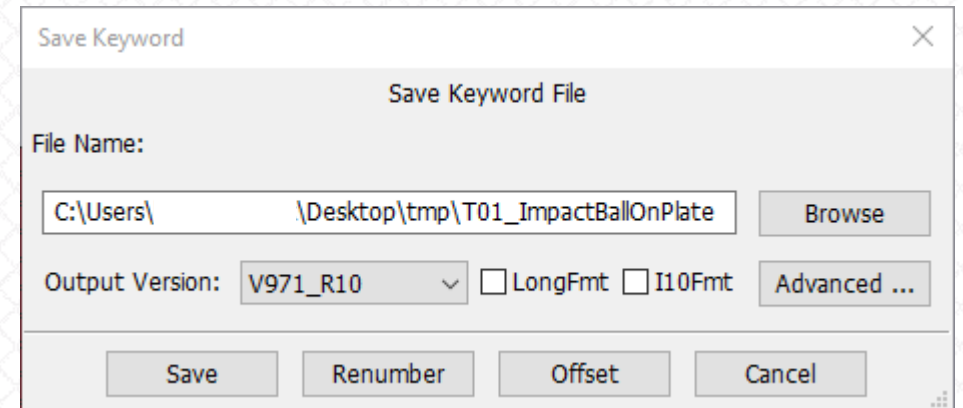 Save Keyword
Save Keyword File
File Name:
C:\Users\ \Desktop\tmp\T01_ImpactBallOnPlate Browse
Output Version: V971_R10 LongFmt I10Fmt Advanced ...
Save Renumber Offset Cancel